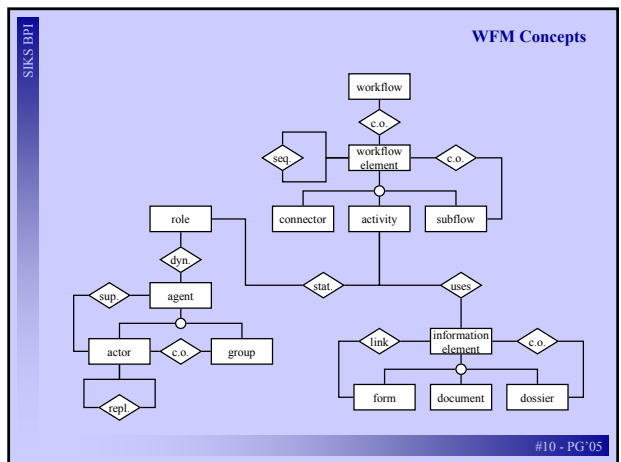 SIKS BPI
WFM Concepts
workflow
c.o.
seq.
workflow
element
c.o.
role
connector
activity
subflow
dyn.
sup.
agent
stat.
uses
actor
c.o.
group
link
information
element
c.o.
repl.
form
document
dossier
#10 - PG'05